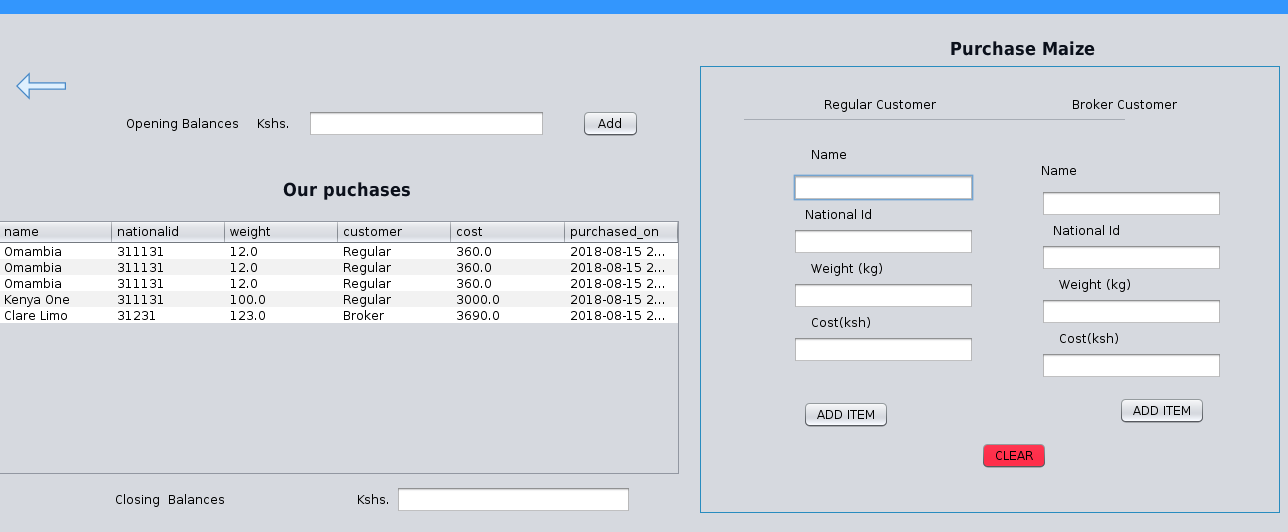 Purchase Maize
Regular Customer Broker Customer
Opening Balances Kshs. Add
Name
Name
Our puchases
National Id
National Id
name nationalid weight customer cost purchased_on
Omambia 311131 12.0 Regular 360.0 2018-08-15 2...
Omambia 311131 12.0 Regular 360.0 2018-08-15 2...
Omambia 311131 12.0 Regular 360.0 2018-08-15 2...
Kenya One 311131 100.0 Regular 3000.0 2018-08-15 2...
Clare Limo 31231 123.0 Broker 3690.0 2018-08-15 2...
Weight (kg)
Weight (kg)
Cost(ksh)
Cost(ksh)
ADD ITEM ADD ITEM
CLEAR
Closing Balances Kshs.